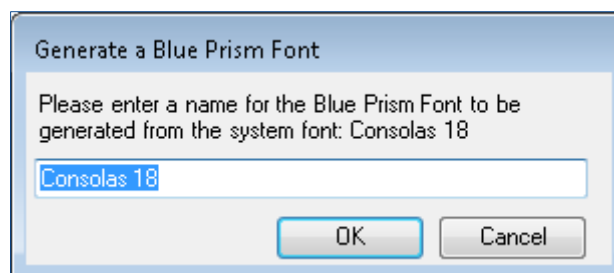 Generate a Blue Prism Font
Please enter a name for the Blue Prism Font to be
generated from the system font: Consolas 18
Consolas 18
OK
Cancel